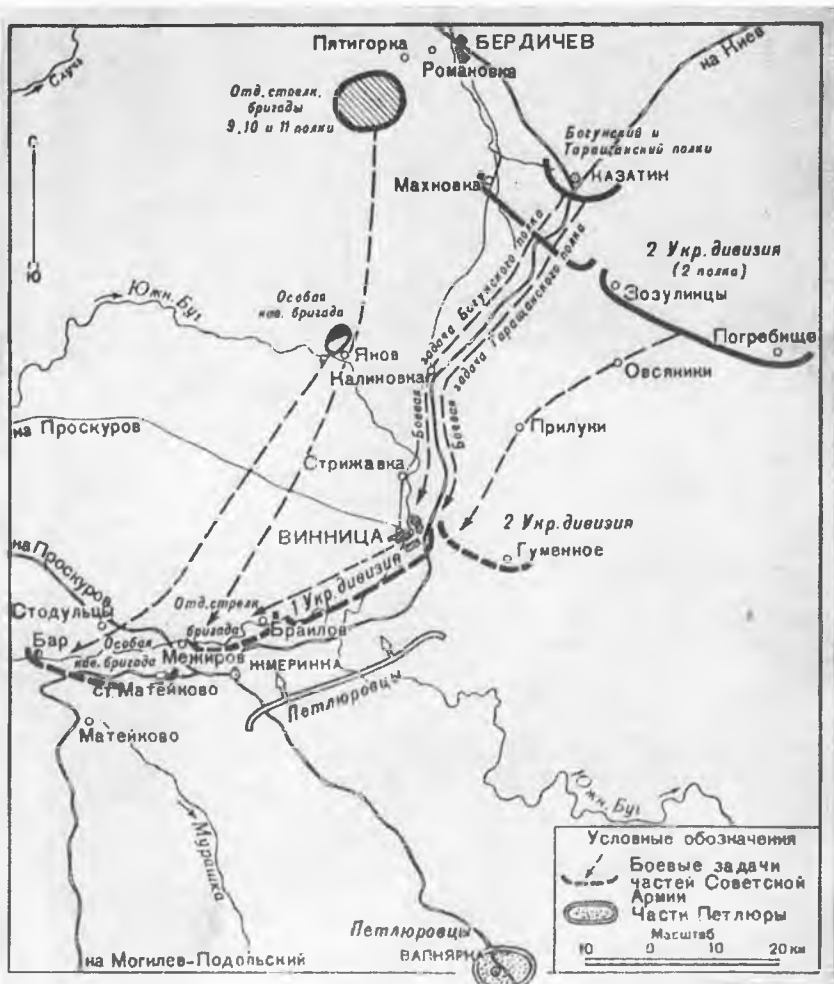 Пятигорка
БЕРДИЧЕВ
Романовка
на Киев
Случь
Отд. стрелк.
бригады
9, 10 и 11 полки
Богунский и
Таращанский полки
КАЗАТИН
Махновка
0
10
2 Укр. дивизия
(2 полка)
Зозулинцы
Погребище
Овсяники
Южн. Буг
Особая
кав. бригада
Янов
Калиновка
Боевая задача Богунского полка
Боевая задача Таращанского полка
на Проскуров
Прилуки
Стрижавка
ВИННИЦА
2 Укр. дивизия
Гуменное
на Проскуров
Стодульцы
Отд. стрелк.
бригада
1 Укр. дивизия
Браилов
Бар
Особая
кав. бригада
Межиров
ЖМЕРИНКА
ст. Матейково
Петлюровцы
Матейково
Мурашка
Южн. Буг
Петлюровцы
ВАПНЯРКА
на Могилев-Подольский
Условные обозначения
Боевые задачи
частей Советской
Армии
Части Петлюры
Масштаб
10 0 10 20 км